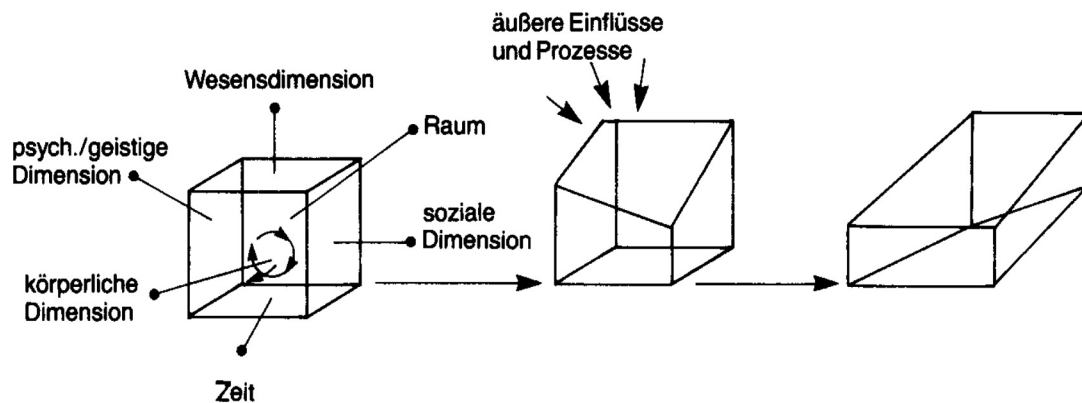 äußere Einflüsse
und Prozesse
Wesensdimension
Raum
psych./geistige
Dimension
soziale
Dimension
körperliche
Dimension
Zeit